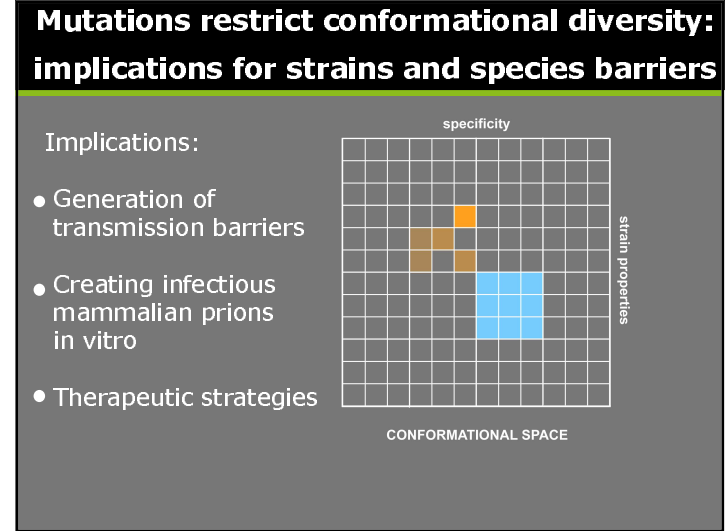 Mutations restrict conformational diversity:
implications for strains and species barriers
Implications:
• Generation of
transmission barriers
• Creating infectious
mammalian prions
in vitro
• Therapeutic strategies
specificity
strain properties
CONFORMATIONAL SPACE